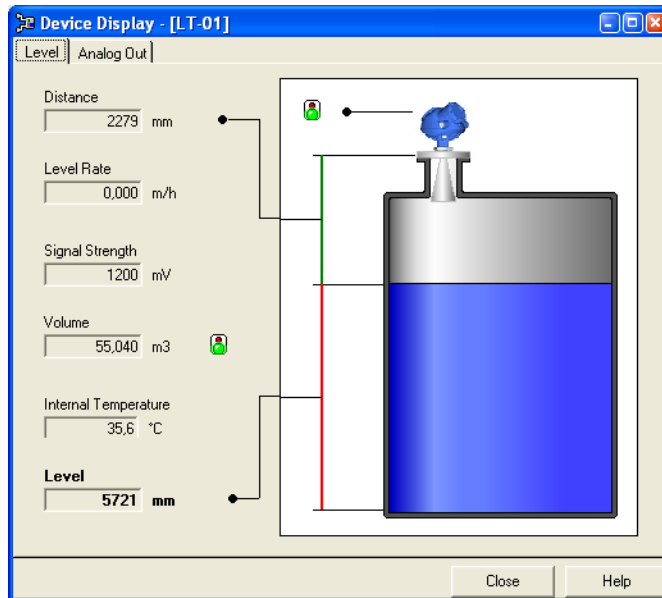 Device Display - [LT-01]
Level
Analog Out
Distance
2279 mm
Level Rate
0,000 m/h
Signal Strength
1200 mV
Volume
55,040 m3
Internal Temperature
35,6 °C
Level
5721 mm
Close
Help